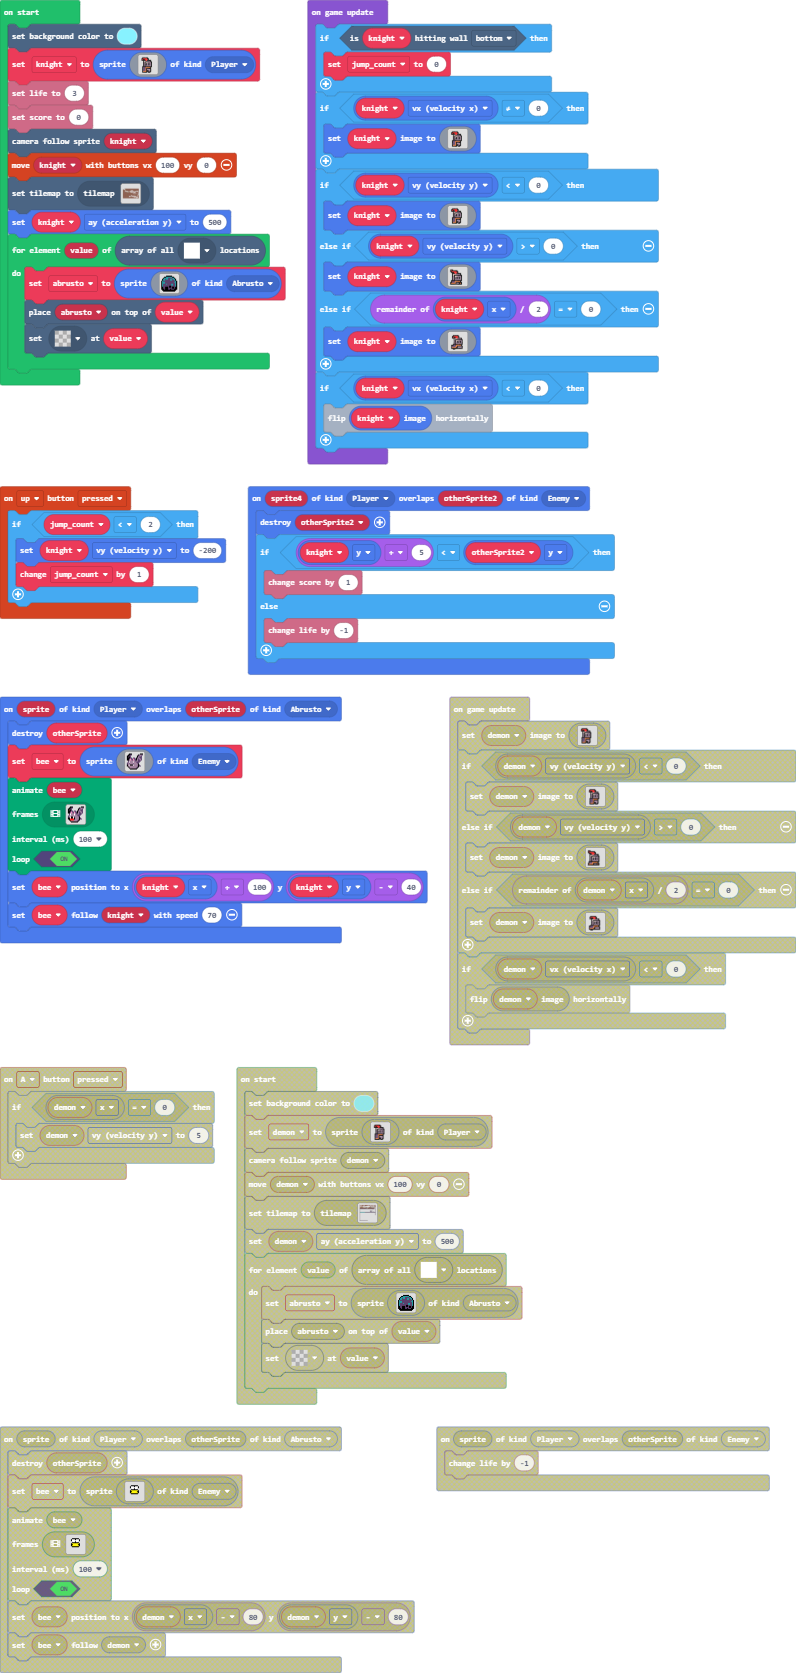 on start
set background color to
set knight to sprite of kind Player
set life to 3
set score to 0
camera follow sprite knight
move knight with buttons vx 100 vy 0
set tilemap to tilemap
set knight ay (acceleration y) to 500
for element value of array of all locations
do
set abrusto to sprite of kind Abrusto
place abrusto on top of value
set at value
on game update
if is knight hitting wall bottom then
set jump_count to 0
if knight vx (velocity x) ≠ 0 then
set knight image to
if knight vy (velocity y) < 0 then
set knight image to
else if knight vy (velocity y) > 0 then
set knight image to
else if remainder of knight x / 2 = 0 then
set knight image to
if knight vx (velocity x) < 0 then
flip knight image horizontally
on up button pressed
if jump_count < 2 then
set knight vy (velocity y) to -200
change jump_count by 1
on sprite4 of kind Player overlaps otherSprite2 of kind Enemy
destroy otherSprite2
if knight y + 5 < otherSprite2 y then
change score by 1
else
change life by -1
on sprite of kind Player overlaps otherSprite of kind Abrusto
destroy otherSprite
set bee to sprite of kind Enemy
animate bee
frames
interval (ms) 100
loop ON
set bee position to x knight x + 100 y knight y - 40
set bee follow knight with speed 70
on game update
set demon image to
if demon vy (velocity y) < 0 then
set demon image to
else if demon vy (velocity y) > 0 then
set demon image to
else if remainder of demon x / 2 = 0 then
set demon image to
if demon vx (velocity x) < 0 then
flip demon image horizontally
on A button pressed
if demon x = 0 then
set demon vy (velocity y) to 5
on start
set background color to
set demon to sprite of kind Player
camera follow sprite demon
move demon with buttons vx 100 vy 0
set tilemap to tilemap
set demon ay (acceleration y) to 500
for element value of array of all locations
do
set abrusto to sprite of kind Abrusto
place abrusto on top of value
set at value
on sprite of kind Player overlaps otherSprite of kind Abrusto
destroy otherSprite
set bee to sprite of kind Enemy
animate bee
frames
interval (ms) 100
loop ON
set bee position to x demon x - 80 y demon y - 80
set bee follow demon
on sprite of kind Player overlaps otherSprite of kind Enemy
change life by -1